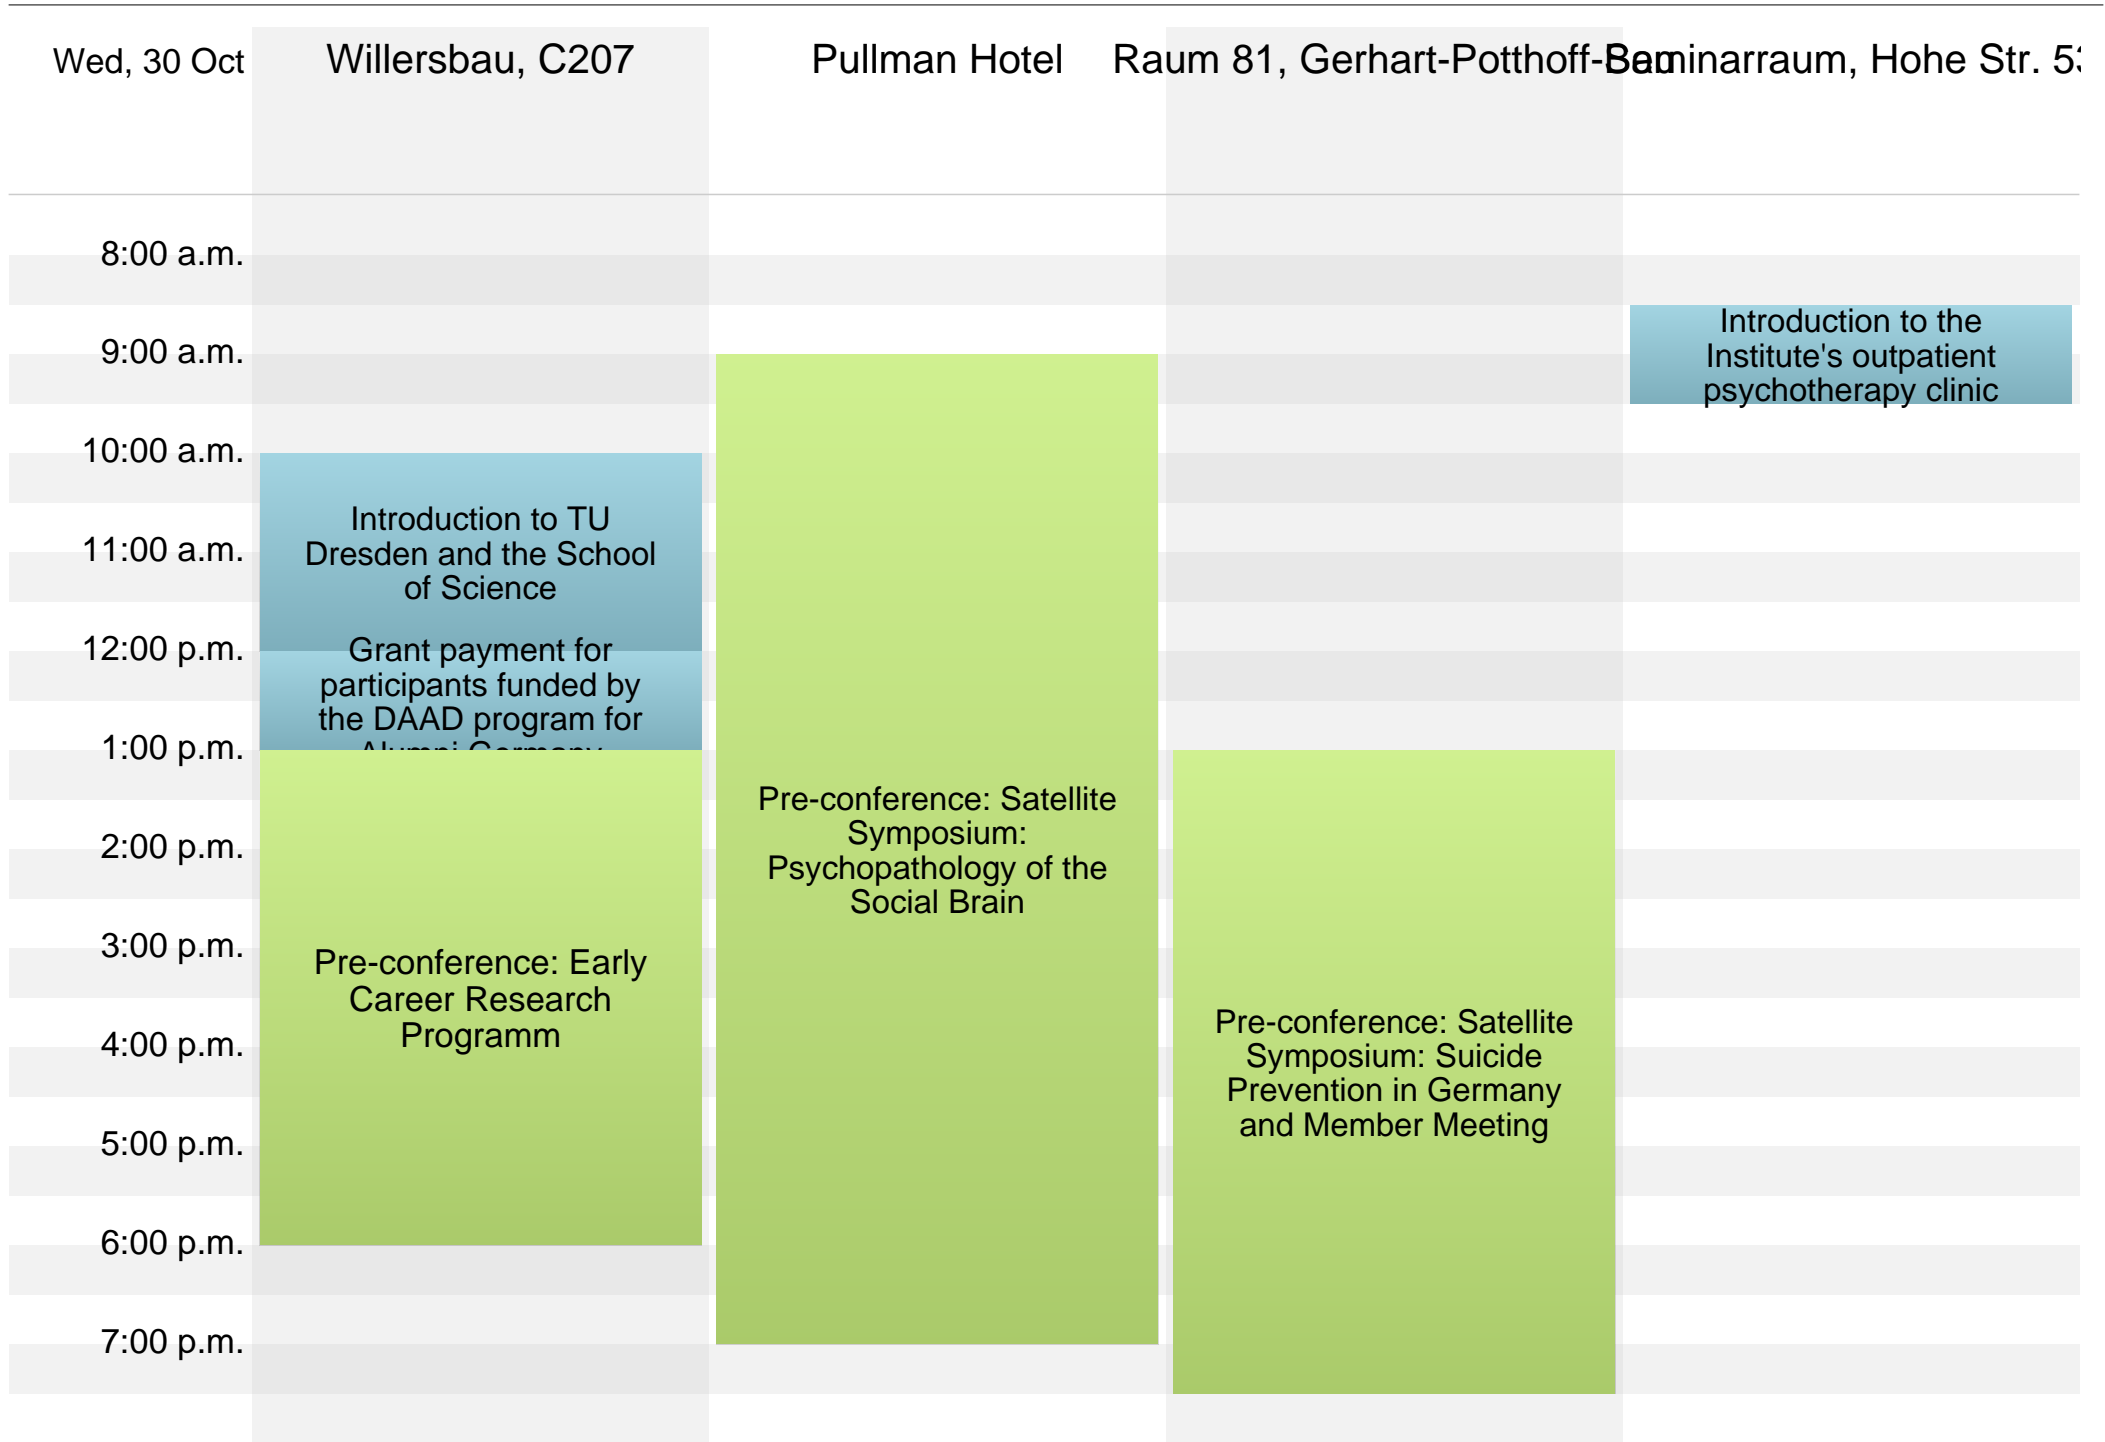 Wed, 30 Oct
Willersbau, C207
Pullman Hotel
Raum 81, Gerhart-Potthoff-Bau
Seminarraum, Hohe Str. 53
8:00 a.m.
9:00 a.m.
10:00 a.m.
11:00 a.m.
12:00 p.m.
1:00 p.m.
2:00 p.m.
3:00 p.m.
4:00 p.m.
5:00 p.m.
6:00 p.m.
7:00 p.m.
Introduction to TU
Dresden and the School
of Science
Grant payment for
participants funded by
the DAAD program for
Alumni Germany
Pre-conference: Early
Career Research
Programm
Pre-conference: Satellite
Symposium:
Psychopathology of the
Social Brain
Pre-conference: Satellite
Symposium: Suicide
Prevention in Germany
and Member Meeting
Introduction to the
Institute's outpatient
psychotherapy clinic